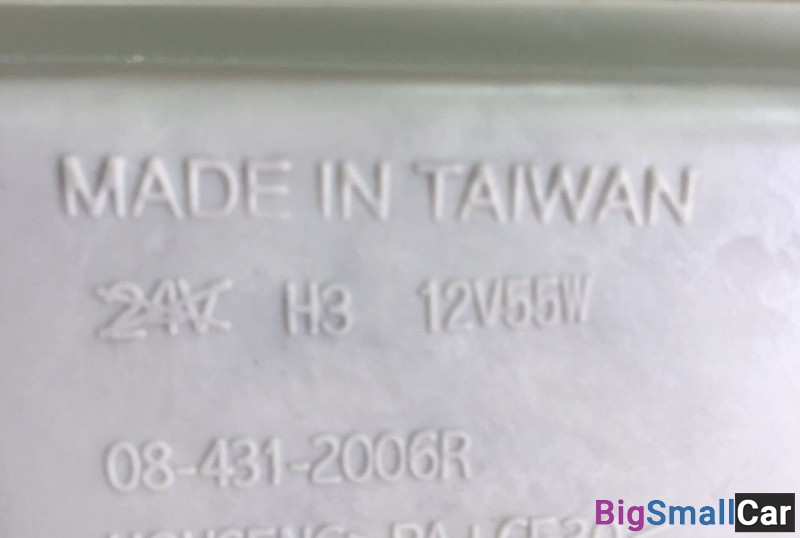 MADE IN TAIWAN
24V H3 12V55W
08-431-2006R
BigSmallCar